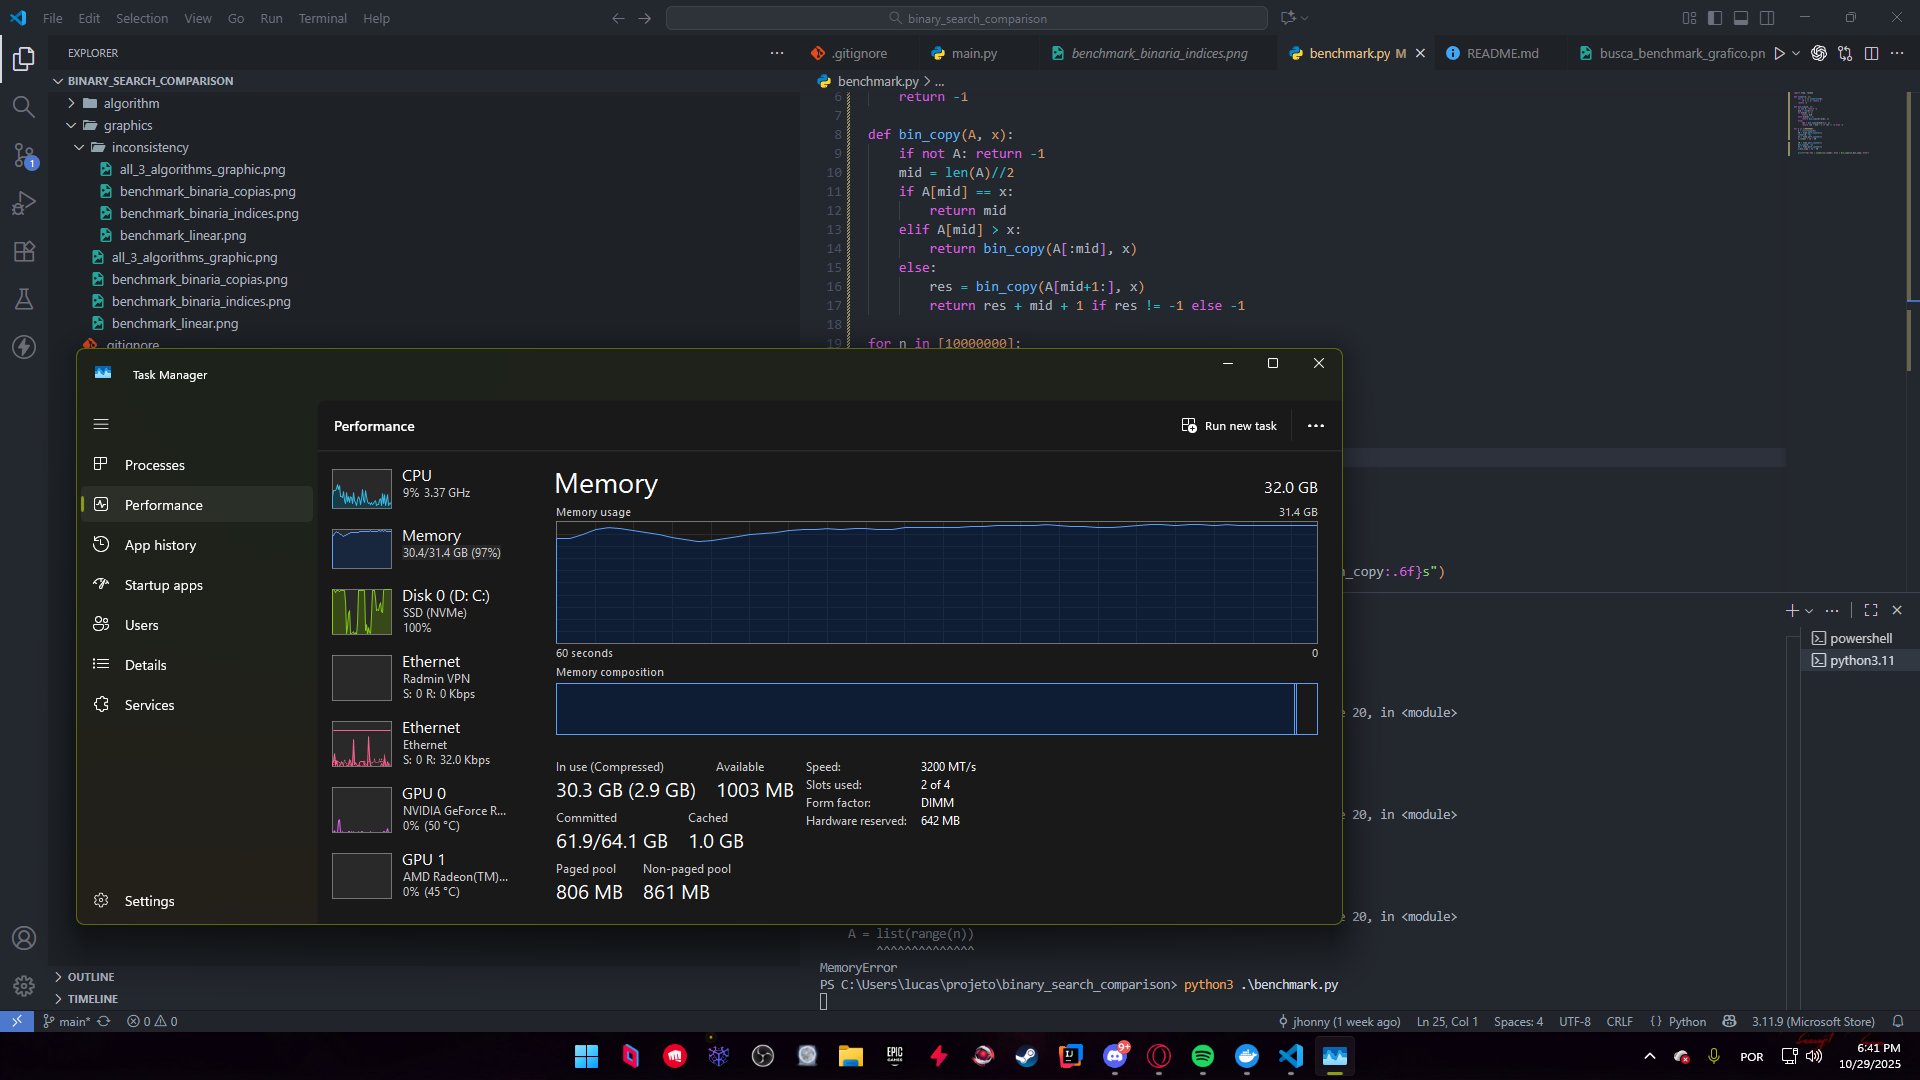 File Edit Selection View Go Run Terminal Help
binary_search_comparison
EXPLORER
BINARY_SEARCH_COMPARISON
algorithm
graphics
inconsistency
all_3_algorithms_graphic.png
benchmark_binaria_copias.png
benchmark_binaria_indices.png
benchmark_linear.png
all_3_algorithms_graphic.png
benchmark_binaria_copias.png
benchmark_binaria_indices.png
benchmark_linear.png
.gitignore
1
.gitignore main.py benchmark_binaria_indices.png benchmark.py M README.md busca_benchmark_grafico.pn
benchmark.py > ...
6 return -1
7
8 def bin_copy(A, x):
9 if not A: return -1
10 mid = len(A)//2
11 if A[mid] == x:
12 return mid
13 elif A[mid] > x:
14 return bin_copy(A[:mid], x)
15 else:
16 res = bin_copy(A[mid+1:], x)
17 return res + mid + 1 if res != -1 else -1
18
19 for n in [10000000]:
_copy:.6f}s")
Task Manager
Performance
Run new task
Processes
Performance
App history
Startup apps
Users
Details
Services
Settings
CPU
9% 3.37 GHz
Memory
30.4/31.4 GB (97%)
Disk 0 (D: C:)
SSD (NVMe)
100%
Ethernet
Radmin VPN
S: 0 R: 0 Kbps
Ethernet
Ethernet
S: 0 R: 32.0 Kbps
GPU 0
NVIDIA GeForce R...
0% (50 °C)
GPU 1
AMD Radeon(TM)...
0% (45 °C)
Memory
32.0 GB
Memory usage
31.4 GB
60 seconds
0
Memory composition
In use (Compressed)
30.3 GB (2.9 GB)
Available
1003 MB
Committed
61.9/64.1 GB
Cached
1.0 GB
Paged pool
806 MB
Non-paged pool
861 MB
Speed: 3200 MT/s
Slots used: 2 of 4
Form factor: DIMM
Hardware reserved: 642 MB
powershell
python3.11
20, in <module>
20, in <module>
20, in <module>
A = list(range(n))
^^^^^^^^^^^^^^
MemoryError
PS C:\Users\lucas\projeto\binary_search_comparison> python3 .\benchmark.py
OUTLINE
TIMELINE
main* 0 0
jhonny (1 week ago) Ln 25, Col 1 Spaces: 4 UTF-8 CRLF {} Python 3.11.9 (Microsoft Store)
EPIC GAMES
IJ
9+
POR
6:41 PM
10/29/2025